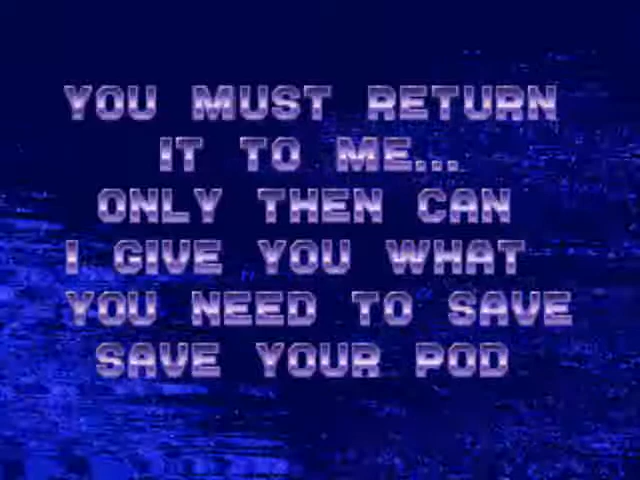 YOU MUST RETURN
IT TO ME...
ONLY THEN CAN
I GIVE YOU WHAT
YOU NEED TO SAVE
SAVE YOUR POD